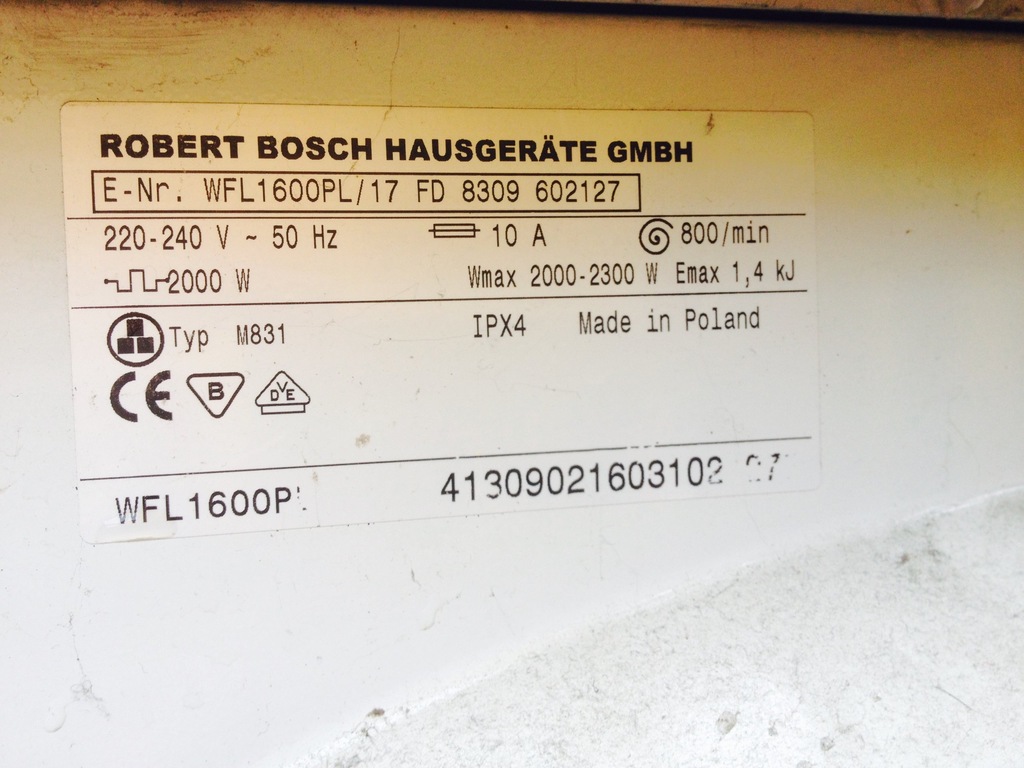 ROBERT BOSCH HAUSGERÄTE GMBH
E-Nr. WFL1600PL/17 FD 8309 602127
220-240 V ~ 50 Hz 10 A 800/min
2000 W Wmax 2000-2300 W Emax 1,4 kJ
Typ M831 IPX4 Made in Poland
CE B DVE
WFL1600P 41309021603102